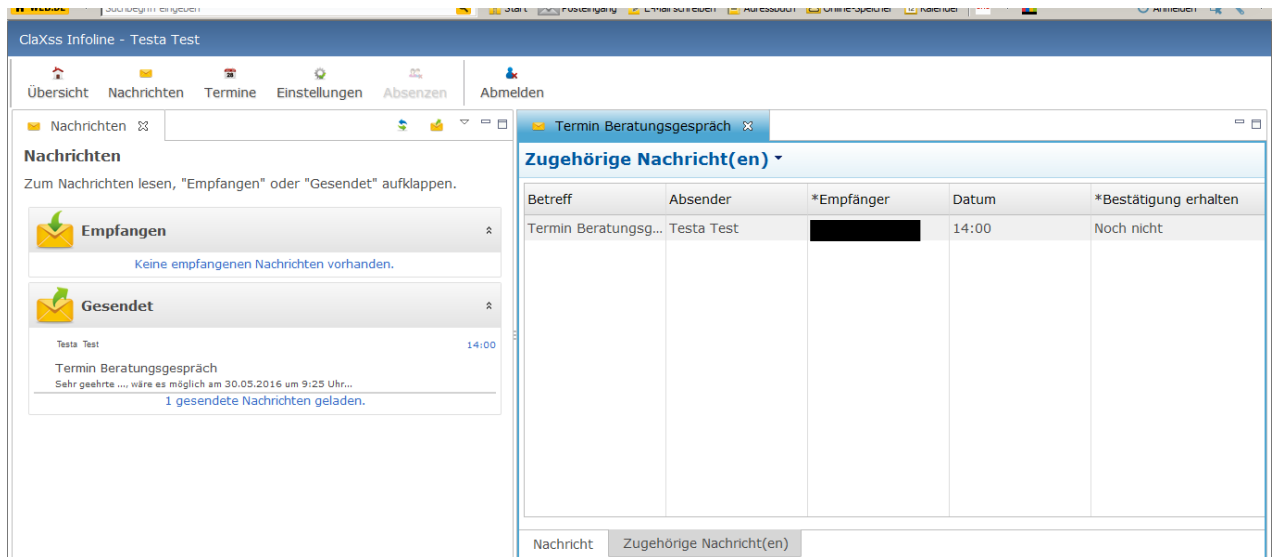 WEB.DE Suchbegriff eingeben Start Posteingang E-Mail schreiben Adressbuch Online-Speicher Kalender Anmelden
ClaXss Infoline - Testa Test
Übersicht Nachrichten Termine Einstellungen Absenzen Abmelden
Nachrichten
Nachrichten
Zum Nachrichten lesen, "Empfangen" oder "Gesendet" aufklappen.
Empfangen
Keine empfangenen Nachrichten vorhanden.
Gesendet
Testa Test 14:00
Termin Beratungsgespräch
Sehr geehrte ..., wäre es möglich am 30.05.2016 um 9:25 Uhr...
1 gesendete Nachrichten geladen.
Termin Beratungsgespräch
Zugehörige Nachricht(en)
Betreff Absender *Empfänger Datum *Bestätigung erhalten
Termin Beratungsg... Testa Test 14:00 Noch nicht
Nachricht Zugehörige Nachricht(en)